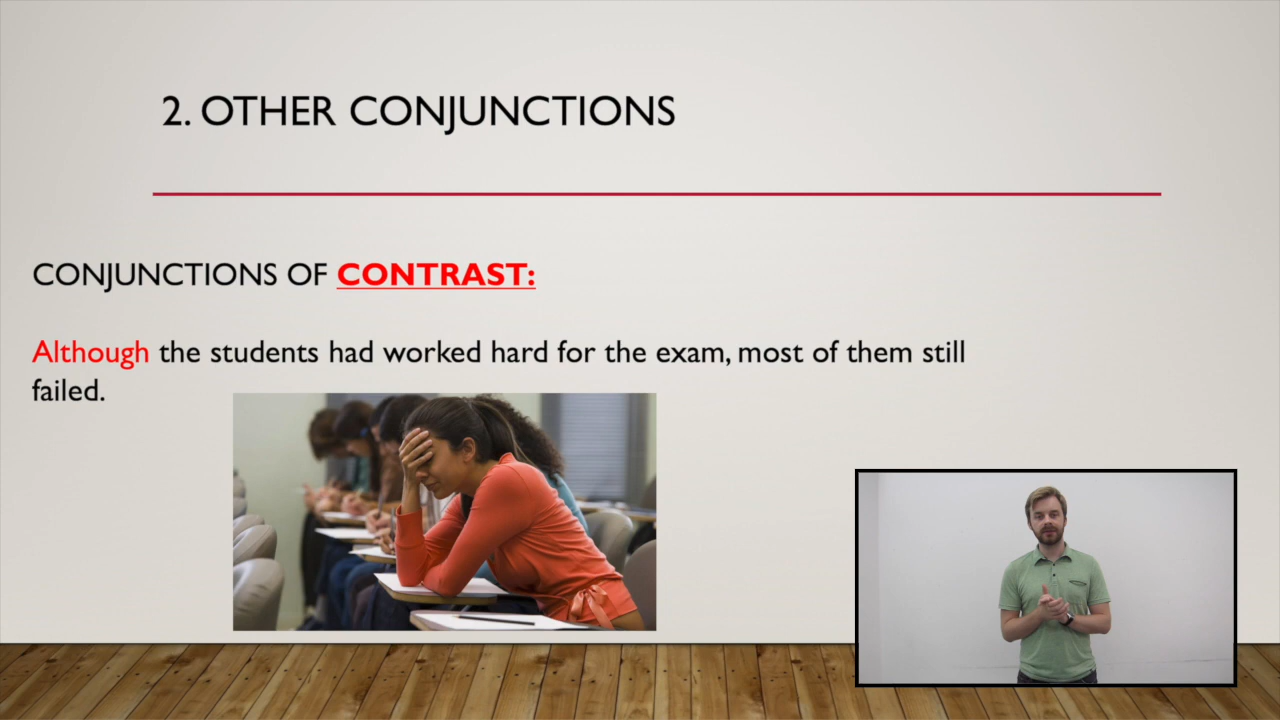 2. OTHER CONJUNCTIONS
CONJUNCTIONS OF CONTRAST:
Although the students had worked hard for the exam, most of them still
failed.